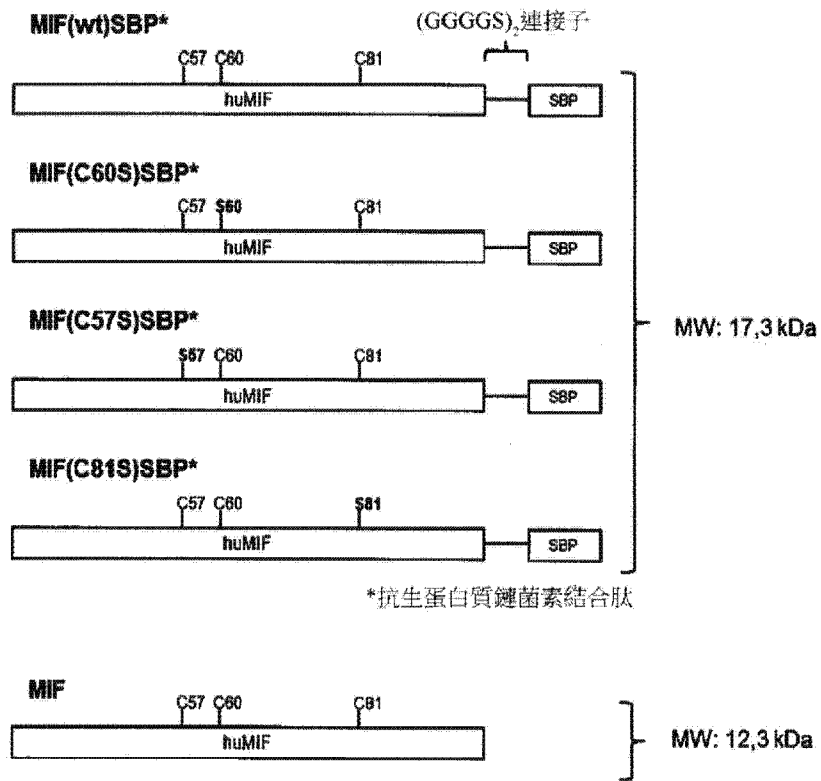 MIF(wt)SBP*
(GGGGS)₂連接子
C57 C60 C81
huMIF SBP
MIF(C60S)SBP*
C57 S60 C81
huMIF SBP
MIF(C57S)SBP*
S57 C60 C81
huMIF SBP
MW: 17,3 kDa
MIF(C81S)SBP*
C57 C60 S81
huMIF SBP
*抗生蛋白質鏈菌素結合肽
MIF
C57 C60 C81
huMIF
MW: 12,3 kDa